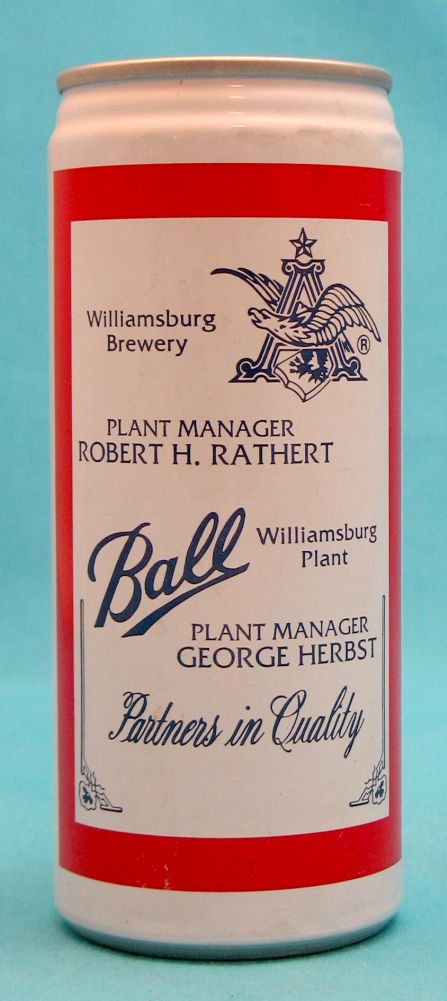 Williamsburg
Brewery
A
®
PLANT MANAGER
ROBERT H. RATHERT
Ball
Williamsburg
Plant
PLANT MANAGER
GEORGE HERBST
Partners in Quality